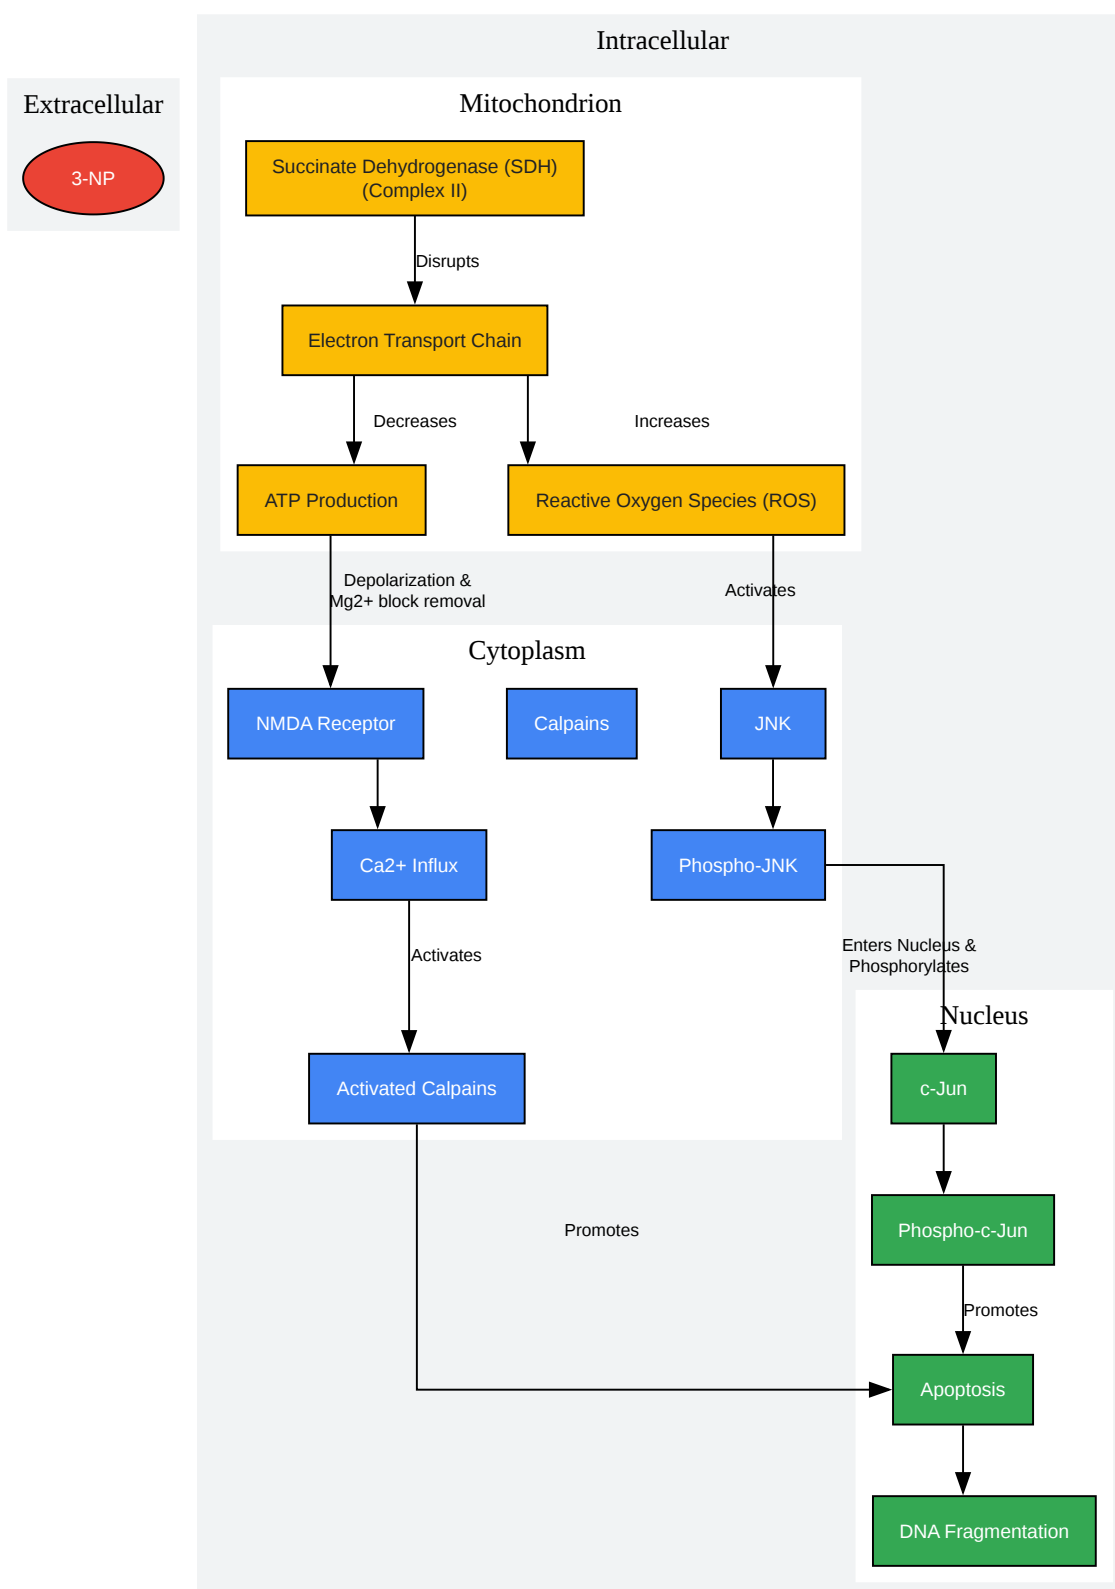 Intracellular
Extracellular
3-NP
Mitochondrion
Succinate Dehydrogenase (SDH)
(Complex II)
Disrupts
Electron Transport Chain
Decreases
Increases
ATP Production
Reactive Oxygen Species (ROS)
Depolarization &
Mg2+ block removal
Activates
Cytoplasm
NMDA Receptor
Calpains
JNK
Ca2+ Influx
Phospho-JNK
Activates
Enters Nucleus &
Phosphorylates
Nucleus
Activated Calpains
c-Jun
Promotes
Phospho-c-Jun
Promotes
Apoptosis
DNA Fragmentation